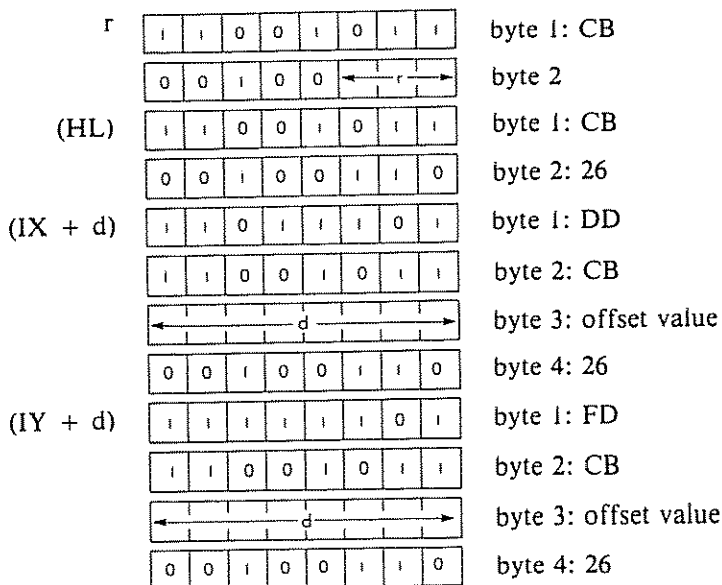 r 1 1 0 0 1 0 1 1 byte 1: CB
0 0 1 0 0 r byte 2
(HL) 1 1 0 0 1 0 1 1 byte 1: CB
0 0 1 0 0 1 1 0 byte 2: 26
(IX + d) 1 1 0 1 1 1 0 1 byte 1: DD
1 1 0 0 1 0 1 1 byte 2: CB
d byte 3: offset value
0 0 1 0 0 1 1 0 byte 4: 26
(IY + d) 1 1 1 1 1 1 0 1 byte 1: FD
1 1 0 0 1 0 1 1 byte 2: CB
d byte 3: offset value
0 0 1 0 0 1 1 0 byte 4: 26